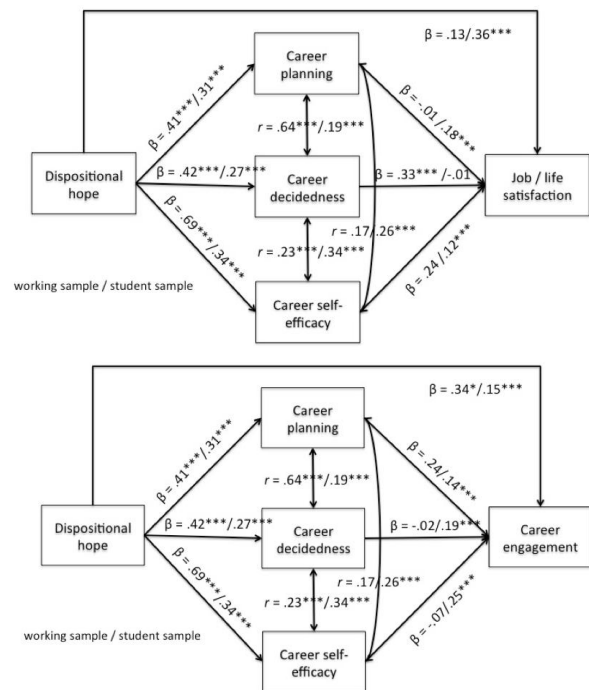 β = .13/.36***
Career
planning
β = .41***/.31***
β = -.01/.18***
r = .64***/.19***
Dispositional
hope
β = .42***/.27***
Career
decidedness
β = .33*** /-.01
Job / life
satisfaction
β = .69***/.34***
r = .23***/.34***
r = .17/.26***
β = .24/.12***
working sample / student sample
Career self-
efficacy
β = .34*/.15***
Career
planning
β = .41***/.31***
β = .24/.14***
r = .64***/.19***
Dispositional
hope
β = .42***/.27***
Career
decidedness
β = -.02/.19***
Career
engagement
β = .69***/.34***
r = .23***/.34***
r = .17/.26***
β = -.07/.25***
working sample / student sample
Career self-
efficacy